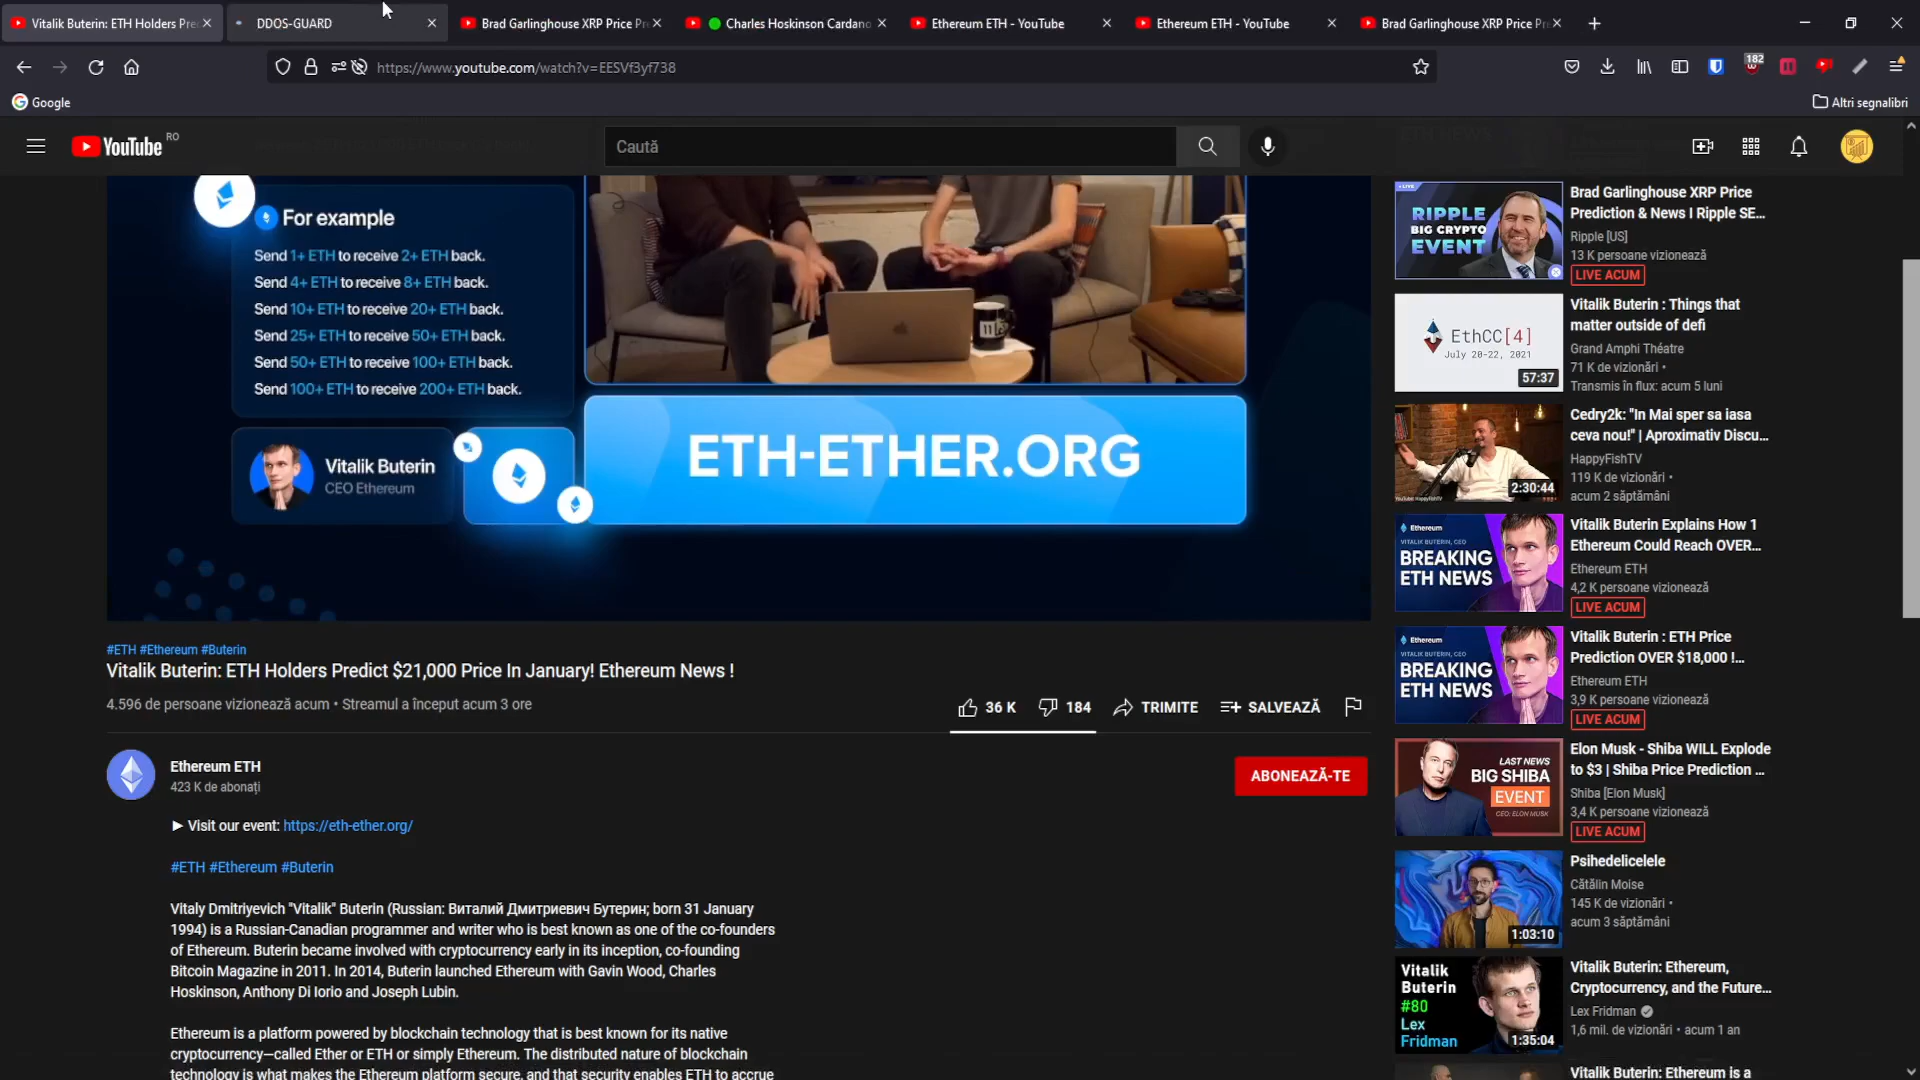 Vitalik Buterin: ETH Holders Pre
DDOS-GUARD
Brad Garlinghouse XRP Price Pr
Charles Hoskinson Cardano
Ethereum ETH - YouTube
Ethereum ETH - YouTube
Brad Garlinghouse XRP Price Pr
https://www.youtube.com/watch?v=EESVf3yf738
182
Google
Altri segnalibri
YouTube RO
Caută
For example
Send 1+ ETH to receive 2+ ETH back.
Send 4+ ETH to receive 8+ ETH back.
Send 10+ ETH to receive 20+ ETH back.
Send 25+ ETH to receive 50+ ETH back.
Send 50+ ETH to receive 100+ ETH back.
Send 100+ ETH to receive 200+ ETH back.
Vitalik Buterin
CEO Ethereum
ETH-ETHER.ORG
#ETH #Ethereum #Buterin
Vitalik Buterin: ETH Holders Predict $21,000 Price In January! Ethereum News !
4.596 de persoane vizionează acum • Streamul a început acum 3 ore
36 K
184
TRIMITE
SALVEAZĂ
Ethereum ETH
423 K de abonați
ABONEAZĂ-TE
► Visit our event: https://eth-ether.org/
#ETH #Ethereum #Buterin
Vitaly Dmitriyevich "Vitalik" Buterin (Russian: Виталий Дмитриевич Бутерин; born 31 January
1994) is a Russian-Canadian programmer and writer who is best known as one of the co-founders
of Ethereum. Buterin became involved with cryptocurrency early in its inception, co-founding
Bitcoin Magazine in 2011. In 2014, Buterin launched Ethereum with Gavin Wood, Charles
Hoskinson, Anthony Di Iorio and Joseph Lubin.
Ethereum is a platform powered by blockchain technology that is best known for its native
cryptocurrency—called Ether or ETH or simply Ethereum. The distributed nature of blockchain
technology is what makes the Ethereum platform secure, and that security enables ETH to accrue
LIVE
RIPPLE
BIG CRYPTO
EVENT
Brad Garlinghouse XRP Price
Prediction & News I Ripple SE...
Ripple [US]
13 K persoane vizionează
LIVE ACUM
EthCC[4]
July 20-22, 2021
57:37
Vitalik Buterin : Things that
matter outside of defi
Grand Amphi Théatre
71 K de vizionări •
Transmis în flux: acum 5 luni
2:30:44
Cedry2k: "In Mai sper sa iasa
ceva nou!" | Aproximativ Discu...
HappyFishTV
119 K de vizionări •
acum 2 săptămâni
Ethereum
VITALIK BUTERIN, CEO
BREAKING
ETH NEWS
Vitalik Buterin Explains How 1
Ethereum Could Reach OVER...
Ethereum ETH
4,2 K persoane vizionează
LIVE ACUM
Ethereum
VITALIK BUTERIN, CEO
BREAKING
ETH NEWS
Vitalik Buterin : ETH Price
Prediction OVER $18,000 !...
Ethereum ETH
3,9 K persoane vizionează
LIVE ACUM
LAST NEWS
BIG SHIBA
EVENT
CEO: ELON MUSK
Elon Musk - Shiba WILL Explode
to $3 | Shiba Price Prediction ...
Shiba [Elon Musk]
3,4 K persoane vizionează
LIVE ACUM
1:03:10
Psihedelicelele
Cătălin Moise
145 K de vizionări •
acum 3 săptămâni
Vitalik
Buterin
#80
Lex
Fridman
1:35:04
Vitalik Buterin: Ethereum,
Cryptocurrency, and the Future...
Lex Fridman
1,6 mil. de vizionări • acum 1 an
Vitalik Buterin: Ethereum is a